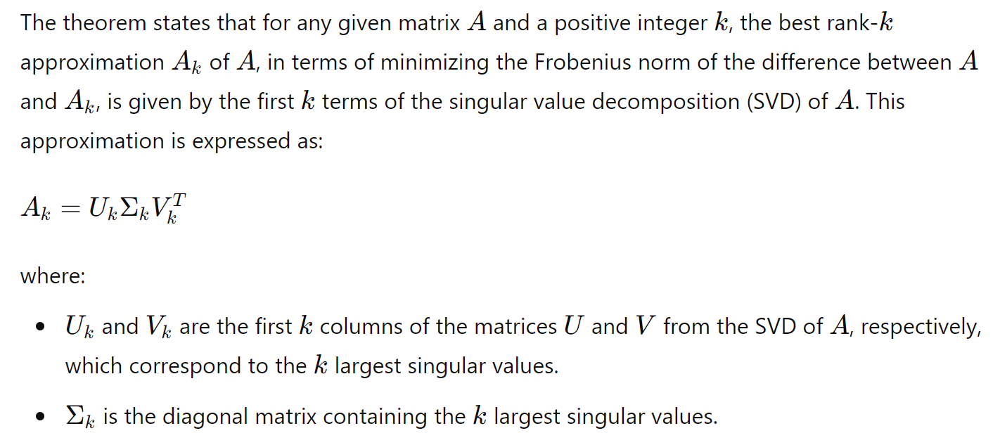 The theorem states that for any given matrix A and a positive integer k, the best rank-k
approximation A_k of A, in terms of minimizing the Frobenius norm of the difference between A
and A_k, is given by the first k terms of the singular value decomposition (SVD) of A. This
approximation is expressed as:
A_k = U_k Σ_k V_k^T
where:
• U_k and V_k are the first k columns of the matrices U and V from the SVD of A, respectively,
which correspond to the k largest singular values.
• Σ_k is the diagonal matrix containing the k largest singular values.